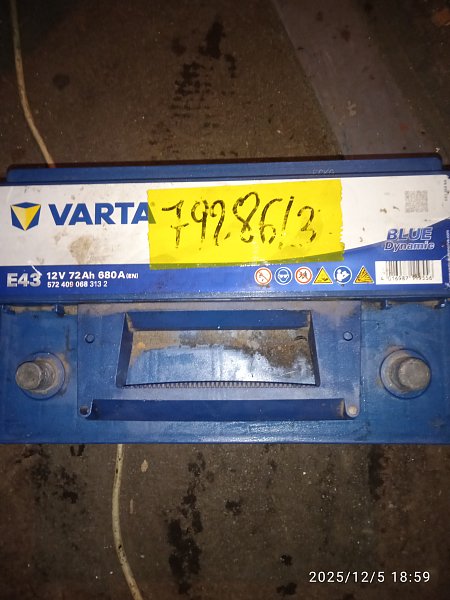 VARTA
79286/3
BLUE
Dynamic
E43 12V 72Ah 680A (EN)
572 409 068 313 2
2025/12/5 18:59